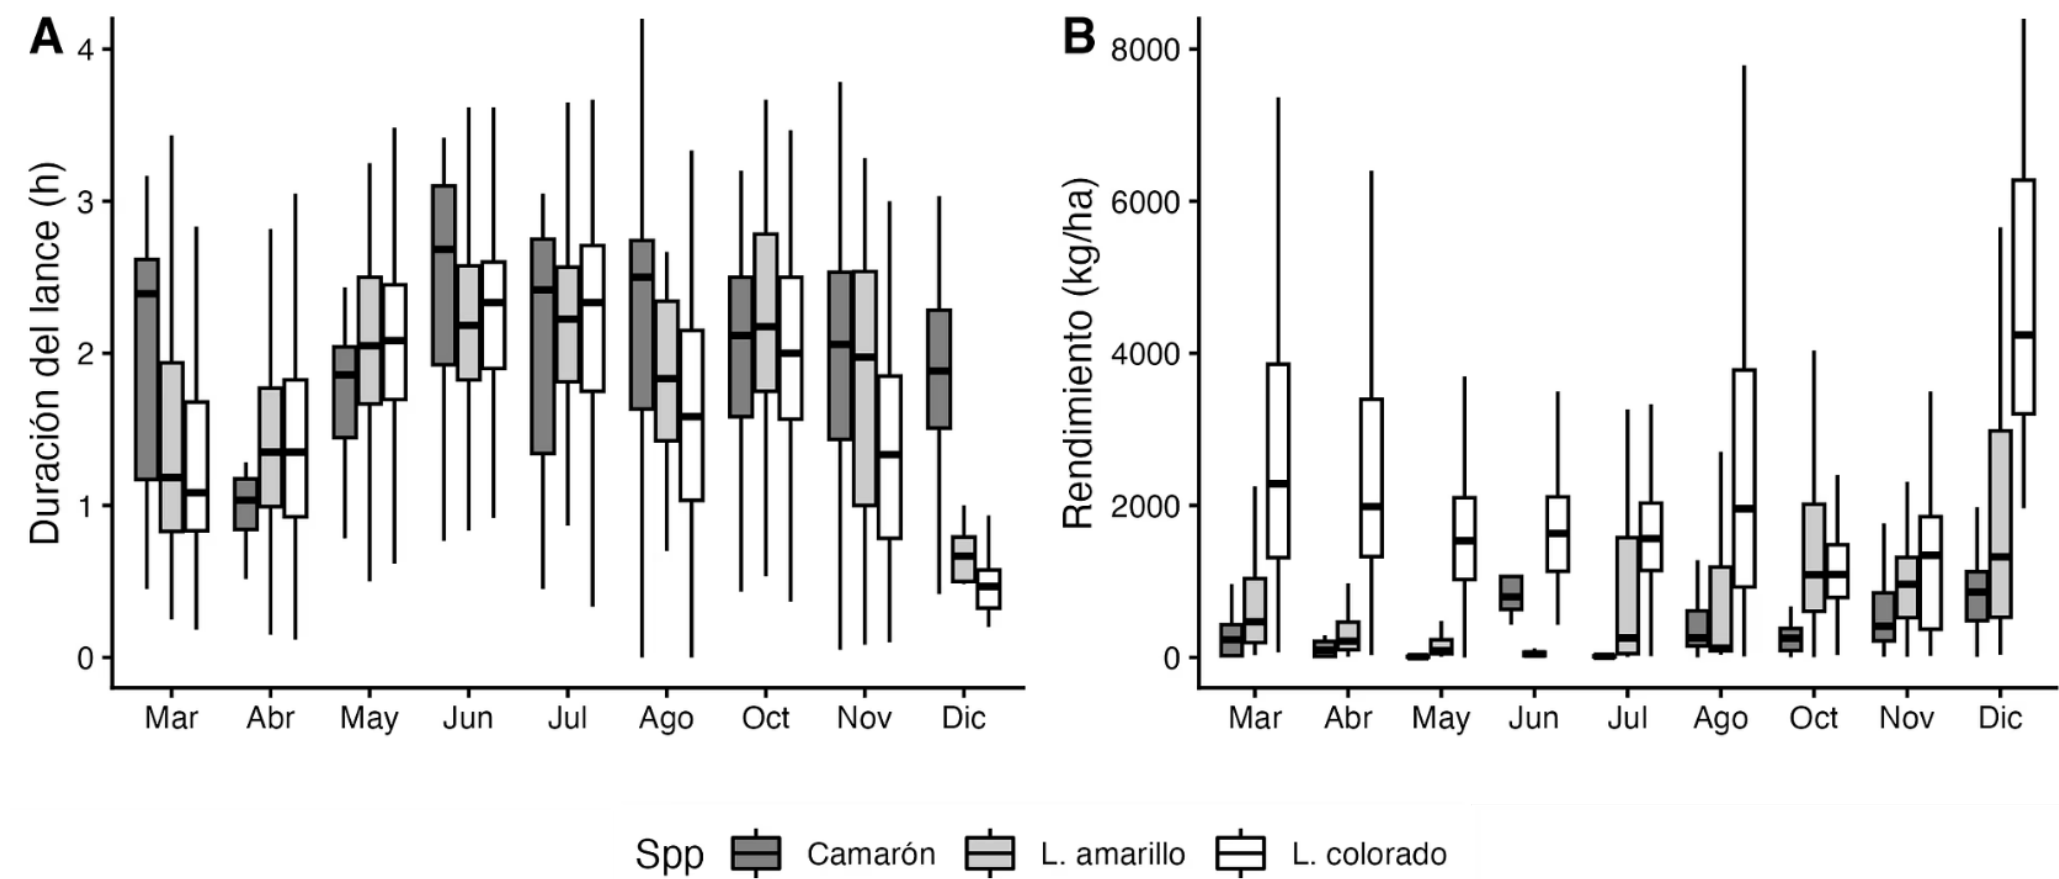 A
Duración del lance (h)
4
3
2
1
0
Mar Abr May Jun Jul Ago Oct Nov Dic
B
Rendimiento (kg/ha)
8000
6000
4000
2000
0
Mar Abr May Jun Jul Ago Oct Nov Dic
Spp Camarón L. amarillo L. colorado